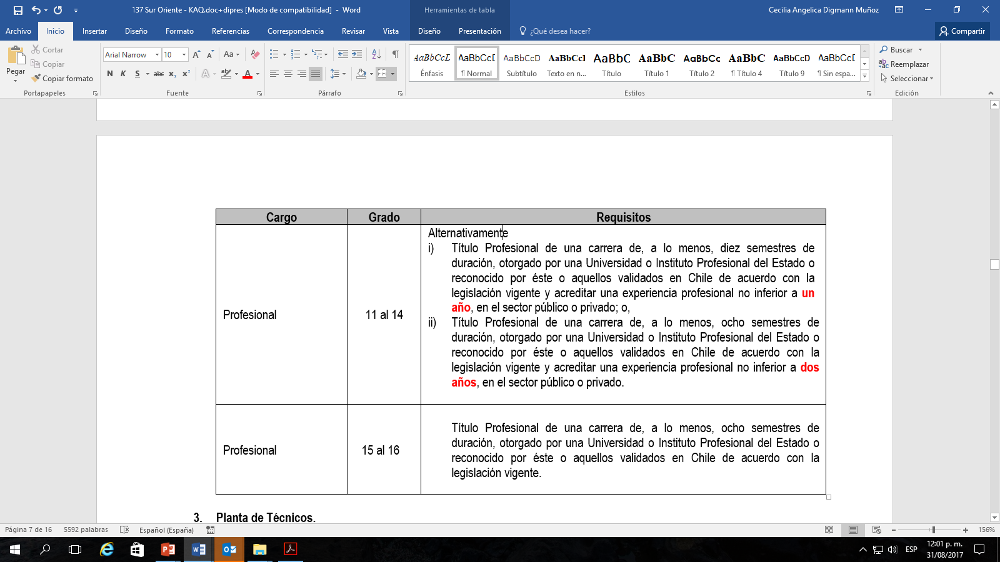 137 Sur Oriente - KAQ.doc+dipres [Modo de compatibilidad] - Word
Herramientas de tabla
Cecilia Angelica Digmann Muñoz
Archivo Inicio Insertar Diseño Formato Referencias Correspondencia Revisar Vista Diseño Presentación ¿Qué desea hacer? Compartir
Pegar
Cortar
Copiar
Copiar formato
Portapapeles
Arial Narrow 10
N K S abc x₂ x²
Fuente
Párrafo
AaBbCcD AaBbCcD AaBbCcD AaBbCcI AaBbC AaBbC AaBbCc AaBbC AaBbCcD AaBbCcD
Énfasis ¶ Normal Subtítulo Texto en n... Título Título 1 Título 2 ¶ Título 4 Título 9 ¶ Sin espa...
Estilos
Buscar
Reemplazar
Seleccionar
Edición
Cargo Grado Requisitos
Profesional
11 al 14
Alternativamente
i) Título Profesional de una carrera de, a lo menos, diez semestres de
duración, otorgado por una Universidad o Instituto Profesional del Estado o
reconocido por éste o aquellos validados en Chile de acuerdo con la
legislación vigente y acreditar una experiencia profesional no inferior a un
año, en el sector público o privado; o,
ii) Título Profesional de una carrera de, a lo menos, ocho semestres de
duración, otorgado por una Universidad o Instituto Profesional del Estado o
reconocido por éste o aquellos validados en Chile de acuerdo con la
legislación vigente y acreditar una experiencia profesional no inferior a dos
años, en el sector público o privado.
Profesional
15 al 16
Título Profesional de una carrera de, a lo menos, ocho semestres de
duración, otorgado por una Universidad o Instituto Profesional del Estado o
reconocido por éste o aquellos validados en Chile de acuerdo con la
legislación vigente.
3. Planta de Técnicos.
Página 7 de 16 5592 palabras Español (España) 156%
ESP
12:01 p. m.
31/08/2017